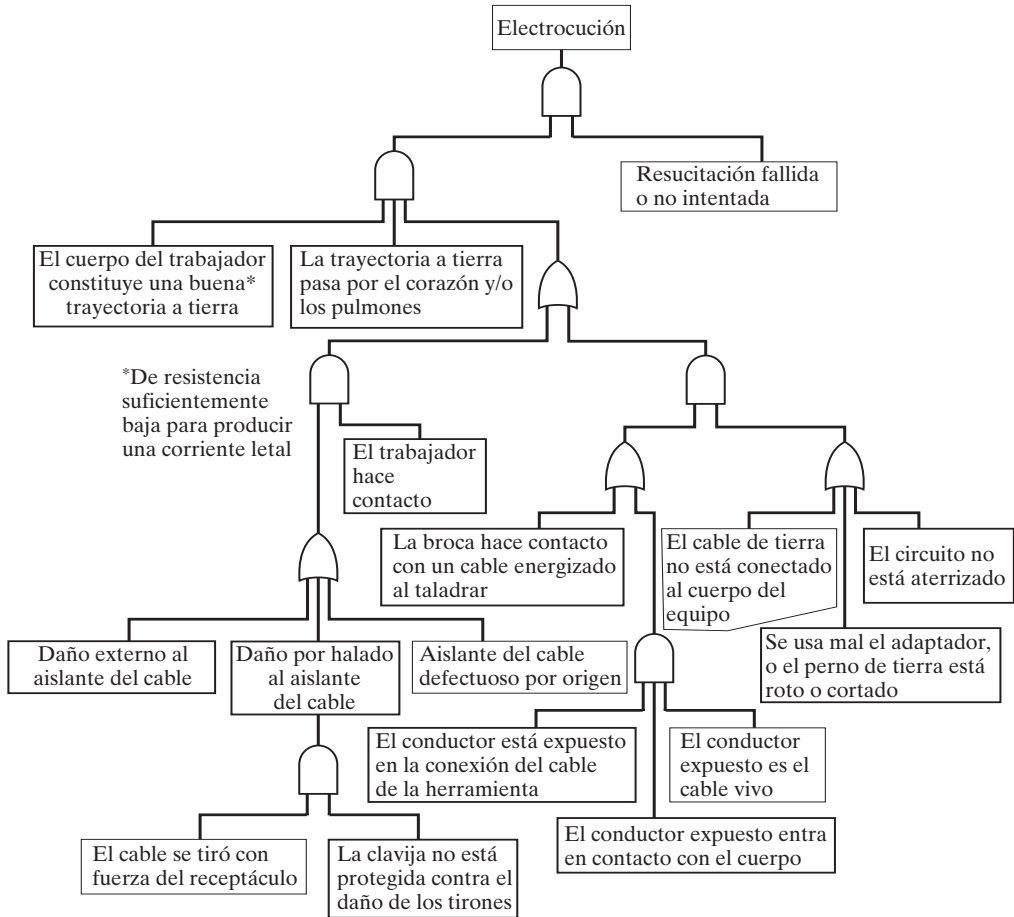 Electrocución
Resucitación fallida
o no intentada
El cuerpo del trabajador
constituye una buena*
trayectoria a tierra
La trayectoria a tierra
pasa por el corazón y/o
los pulmones
*De resistencia
suficientemente
baja para producir
una corriente letal
El trabajador
hace
contacto
La broca hace contacto
con un cable energizado
al taladrar
El cable de tierra
no está conectado
al cuerpo del
equipo
El circuito no
está aterrizado
Se usa mal el adaptador,
o el perno de tierra está
roto o cortado
Daño externo al
aislante del cable
Daño por halado
al aislante
del cable
Aislante del cable
defectuoso por origen
El conductor está expuesto
en la conexión del cable
de la herramienta
El conductor
expuesto es el
cable vivo
El conductor expuesto entra
en contacto con el cuerpo
El cable se tiró con
fuerza del receptáculo
La clavija no está
protegida contra el
daño de los tirones